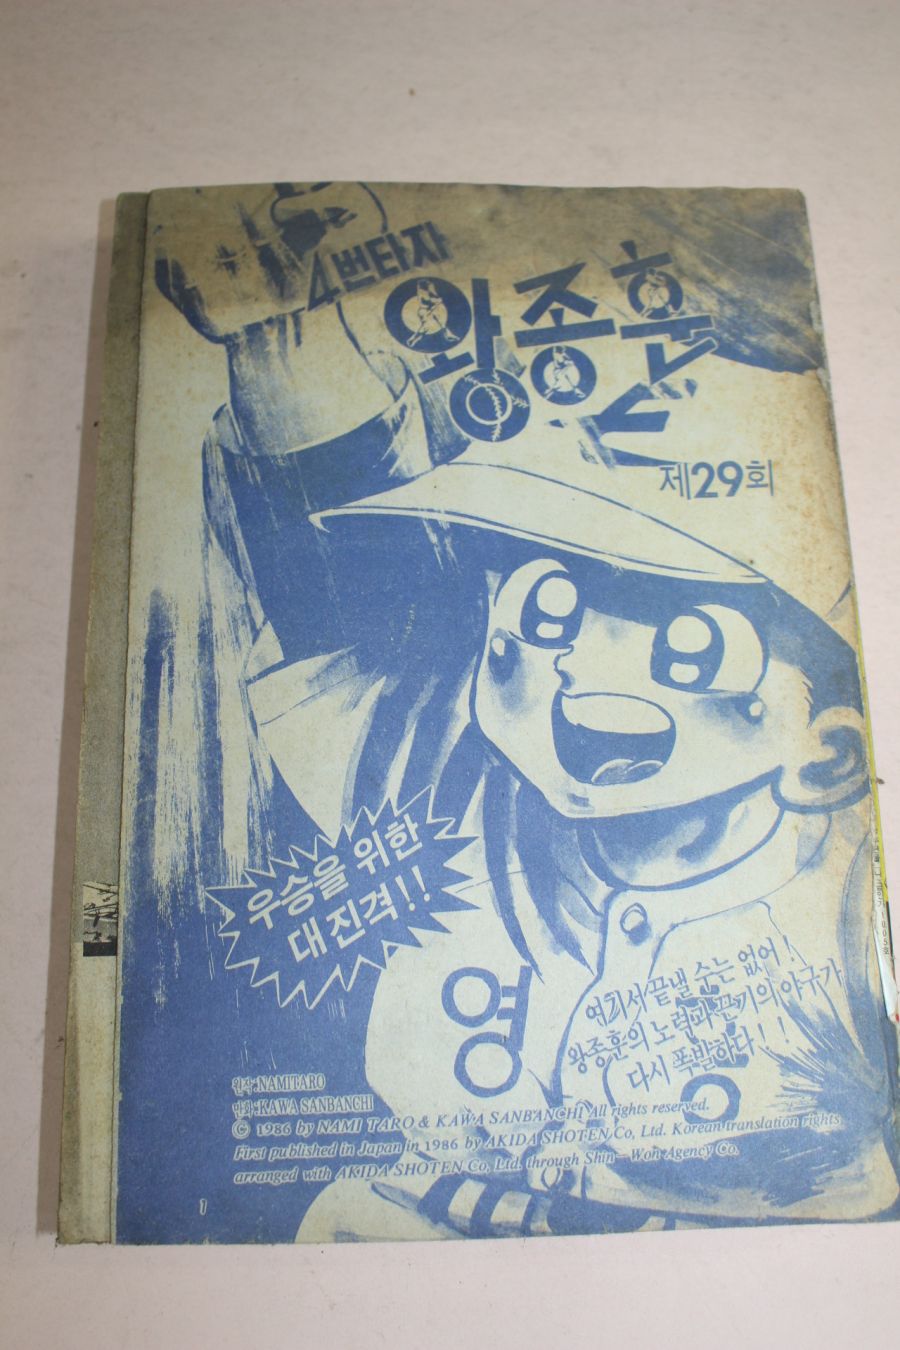 4번타자
왕종훈
제29회
우승을 위한
대진격!!
영웅
여기서 끝낼 수는 없어!
왕종훈의 노력과 끈기의 야구가
다시 폭발하다!!
원작:NAMITARO
만화:KAWA SANBANCHI
© 1986 by NAMI TARO & KAWA SANBANCHI All rights reserved.
First published in Japan in 1986 by AKIDA SHOTEN Co, Ltd. Korean translation rights
arranged with AKIDA SHOTEN Co, Ltd. through Shin-Won Agency Co.
1